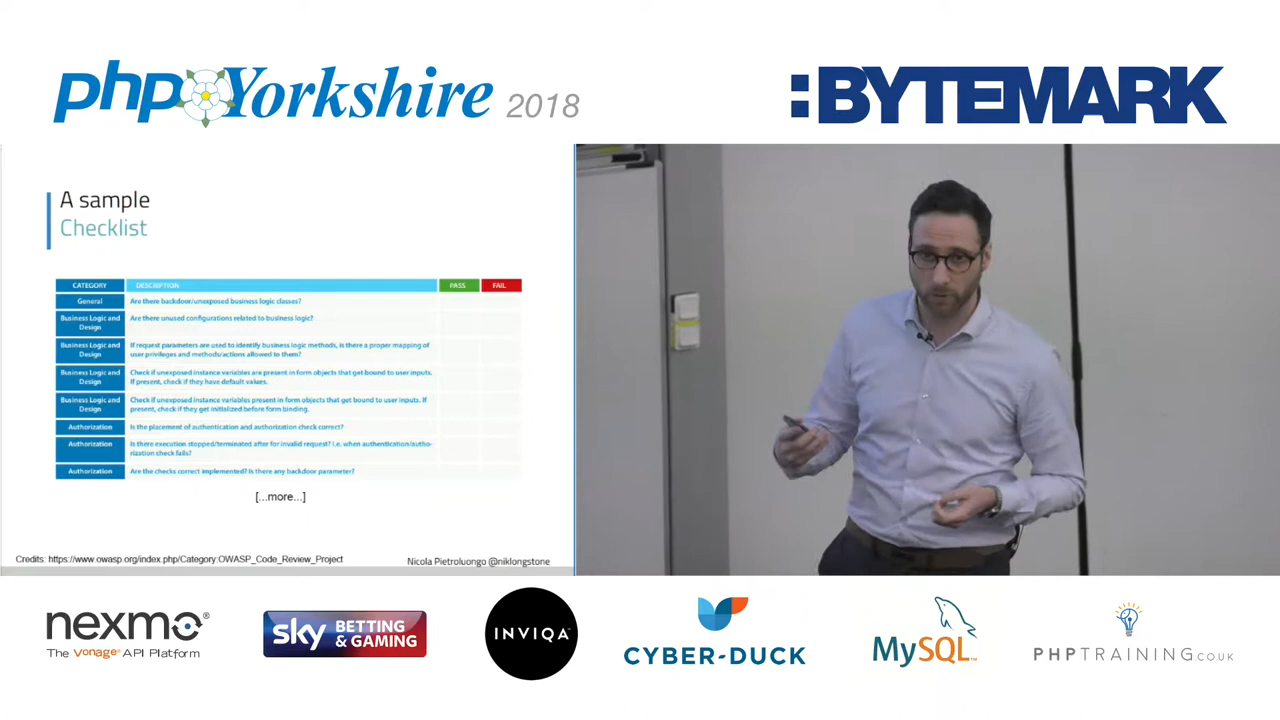 php Yorkshire 2018
:BYTEMARK
A sample
Checklist
CATEGORY DESCRIPTION PASS FAIL
General Are there backdoor/unexposed business logic classes?
Business Logic and Design Are there unused configurations related to business logic?
Business Logic and Design If request parameters are used to identify business logic methods, is there a proper mapping of
user privileges and methods/actions allowed to them?
Business Logic and Design Check if unexposed instance variables are present in form objects that get bound to user inputs.
If present, check if they have default values.
Business Logic and Design Check if unexposed instance variables present in form objects that get bound to user inputs. If
present, check if they get initialized before form binding.
Authorization Is the placement of authentication and authorization check correct?
Authorization Is there execution stopped/terminated after for invalid request? i.e. when authentication/autho-
rization check fails?
Authorization Are the checks correct implemented? Is there any backdoor parameter?
[...more...]
Credits: https://www.owasp.org/index.php/Category:OWASP_Code_Review_Project
Nicola Pietroluongo @niklongstone
nexmo®
The Vonage® API Platform
sky BETTING
& GAMING
INVIQA™
CYBER-DUCK
MySQL™
PHPTRAINING.CO.UK